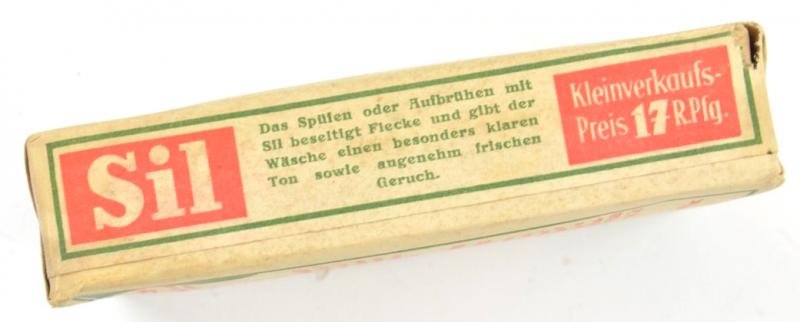 Sil
Das Spülen oder Aufbrühen mit
Sil beseitigt Flecke und gibt der
Wäsche einen besonders klaren
Ton sowie angenehm frischen
Geruch.
Kleinverkaufs-
Preis 17 R.Pfg.